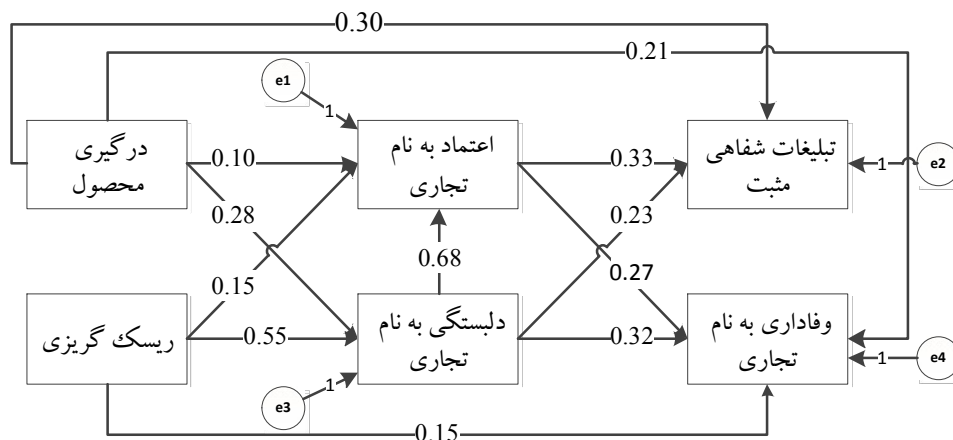 0.30
0.21
e1
1
درگیری
محصول
0.10
اعتماد به نام
تجاری
0.33
تبلیغات شفاهی
مثبت
1
e2
0.28
0.23
0.68
0.15
0.27
ریسک گریزی
0.55
دلبستگی به نام
تجاری
0.32
وفاداری به نام
تجاری
1
e4
1
e3
0.15